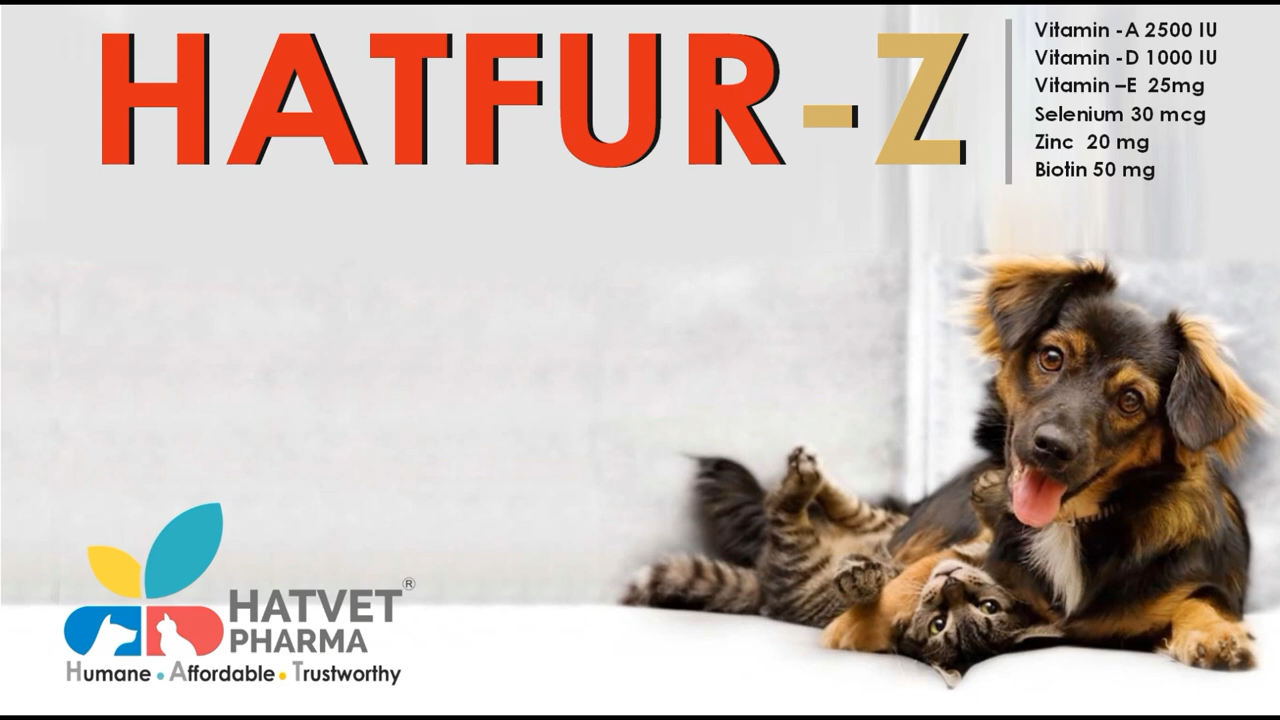 HATFUR-Z
Vitamin -A 2500 IU
Vitamin -D 1000 IU
Vitamin –E  25mg
Selenium 30 mcg
Zinc  20 mg
Biotin 50 mg
HATVET®
PHARMA
Humane • Affordable • Trustworthy